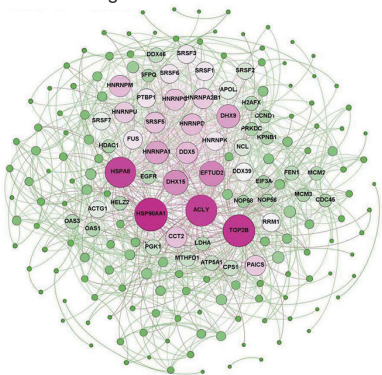 DDX46
SRSF3
SFPQ
SRSF6
SRSF1
SRSF2
HNRNPM
PTBP1
HNRNPC
HNRNPA2B1
APOL
H2AFX
HNRNPU
SRSF7
SRSF5
HNRNPD
DHX9
CCND1
PRKDC
KPNB1
HDAC1
FUS
HNRNPK
NCL
HNRNPA3
DDX5
HSPA8
EGFR
DHX15
EFTUD2
DDX39
EIF3A
FEN1
MCM2
MCM3
CDC45
HELZ2
ACTG1
NOP58
NOP56
OAS3
OAS1
HSP90AA1
ACLY
TOP2B
RRM1
CCT2
PGK1
LDHA
MTHFD1
ATP5A1
CPS1
PAICS